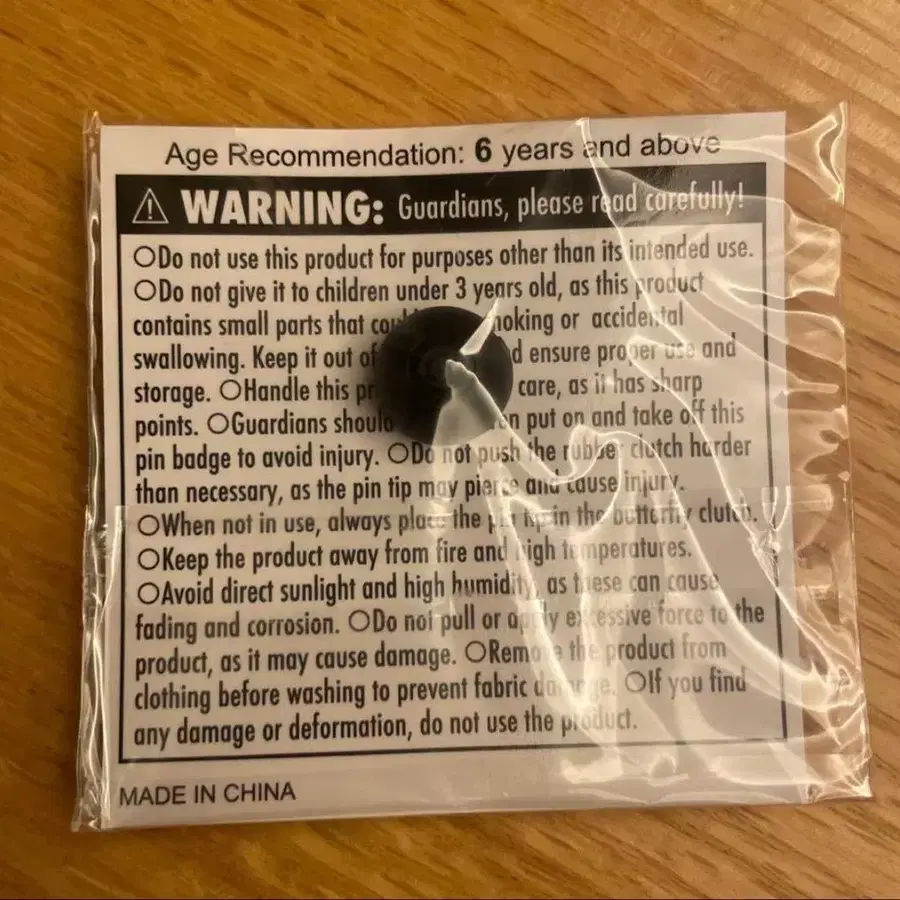 Age Recommendation: 6 years and above
WARNING: Guardians, please read carefully!
○Do not use this product for purposes other than its intended use.
○Do not give it to children under 3 years old, as this product
contains small parts that choking or accidental
swallowing. Keep it out of ensure proper use and
storage. ○Handle this care, as it has sharp
points. ○Guardians should put on and take off this
pin badge to avoid injury. ○Do not push the rubber clutch harder
than necessary, as the pin tip may pierce and cause injury.
○When not in use, always place the pin tip in the butterfly clutch.
○Keep the product away from fire and high temperatures.
○Avoid direct sunlight and high humidity, as these can cause
fading and corrosion. ○Do not pull or apply excessive force to the
product, as it may cause damage. ○Remove the product from
clothing before washing to prevent fabric damage. ○If you find
any damage or deformation, do not use the product.
MADE IN CHINA